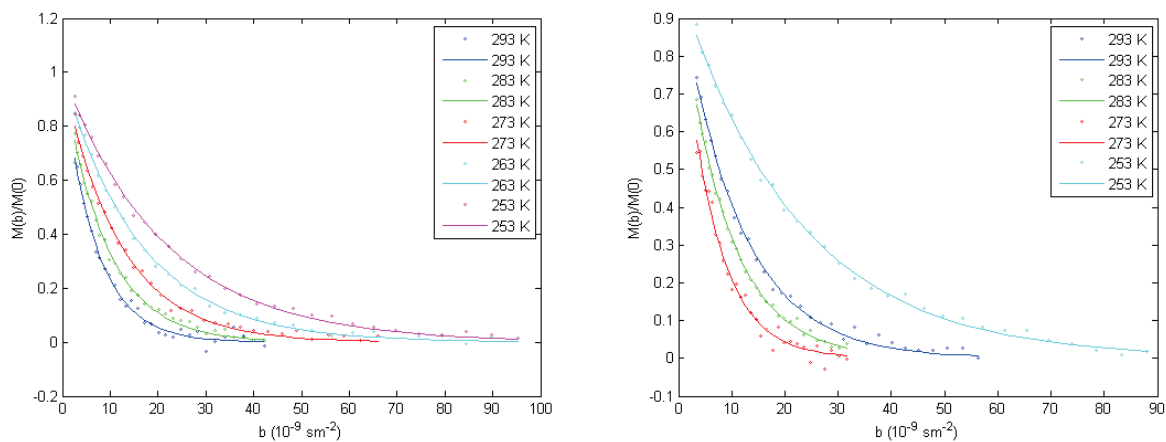 1.2
1
0.8
0.6
0.4
0.2
0
-0.2
M(b)/M(0)
0 10 20 30 40 50 60 70 80 90 100
b (10⁻⁹ sm⁻²)
293 K
293 K
283 K
283 K
273 K
273 K
263 K
263 K
253 K
253 K
0.9
0.8
0.7
0.6
0.5
0.4
0.3
0.2
0.1
0
-0.1
M(b)/M(0)
0 10 20 30 40 50 60 70 80 90
b (10⁻⁹ sm⁻²)
293 K
293 K
283 K
283 K
273 K
273 K
253 K
253 K